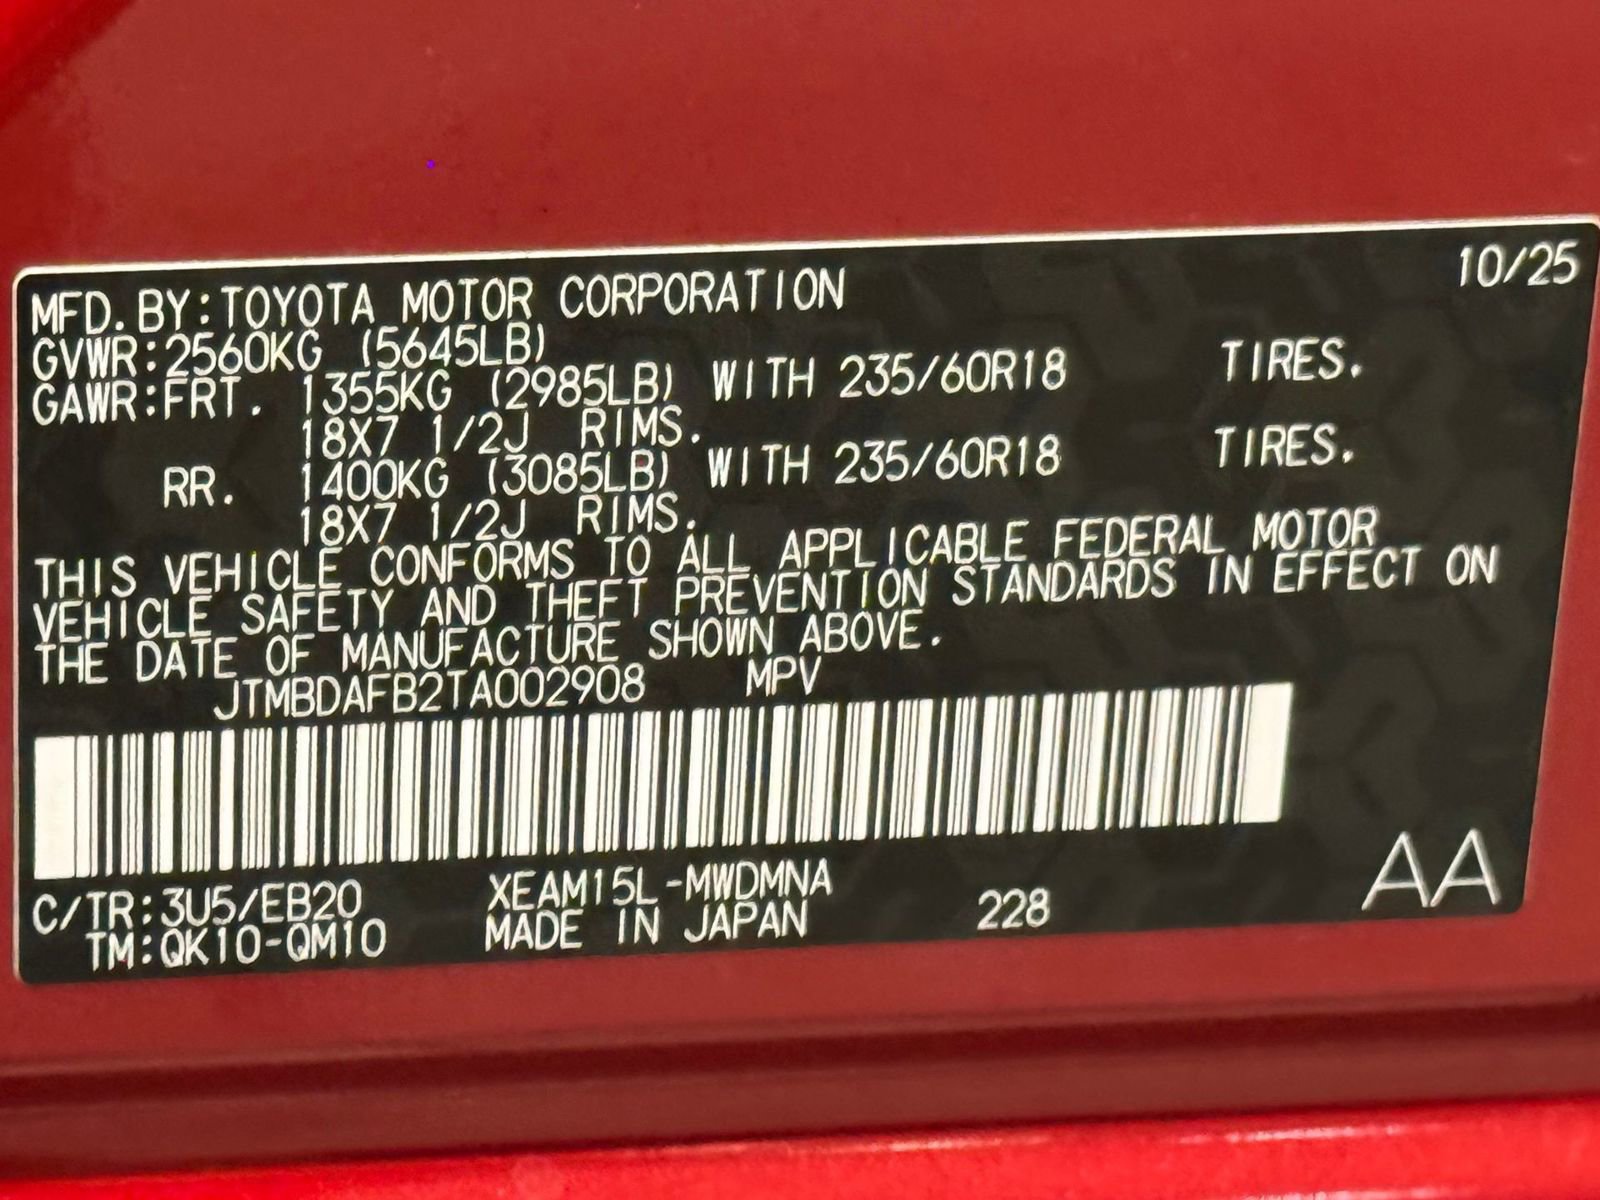 10/25
MFD. BY: TOYOTA MOTOR CORPORATION
GVWR: 2560KG (5645LB)
GAWR: FRT. 1355KG (2985LB) WITH 235/60R18 TIRES.
18X7 1/2J RIMS.
RR. 1400KG (3085LB) WITH 235/60R18 TIRES.
18X7 1/2J RIMS.
THIS VEHICLE CONFORMS TO ALL APPLICABLE FEDERAL MOTOR
VEHICLE SAFETY AND THEFT PREVENTION STANDARDS IN EFFECT ON
THE DATE OF MANUFACTURE SHOWN ABOVE.
JTMBDAFB2TA002908 MPV
C/TR: 3U5/EB20 XEAM15L-MWDMNA
TM: QK10-QM10 MADE IN JAPAN 228 AA